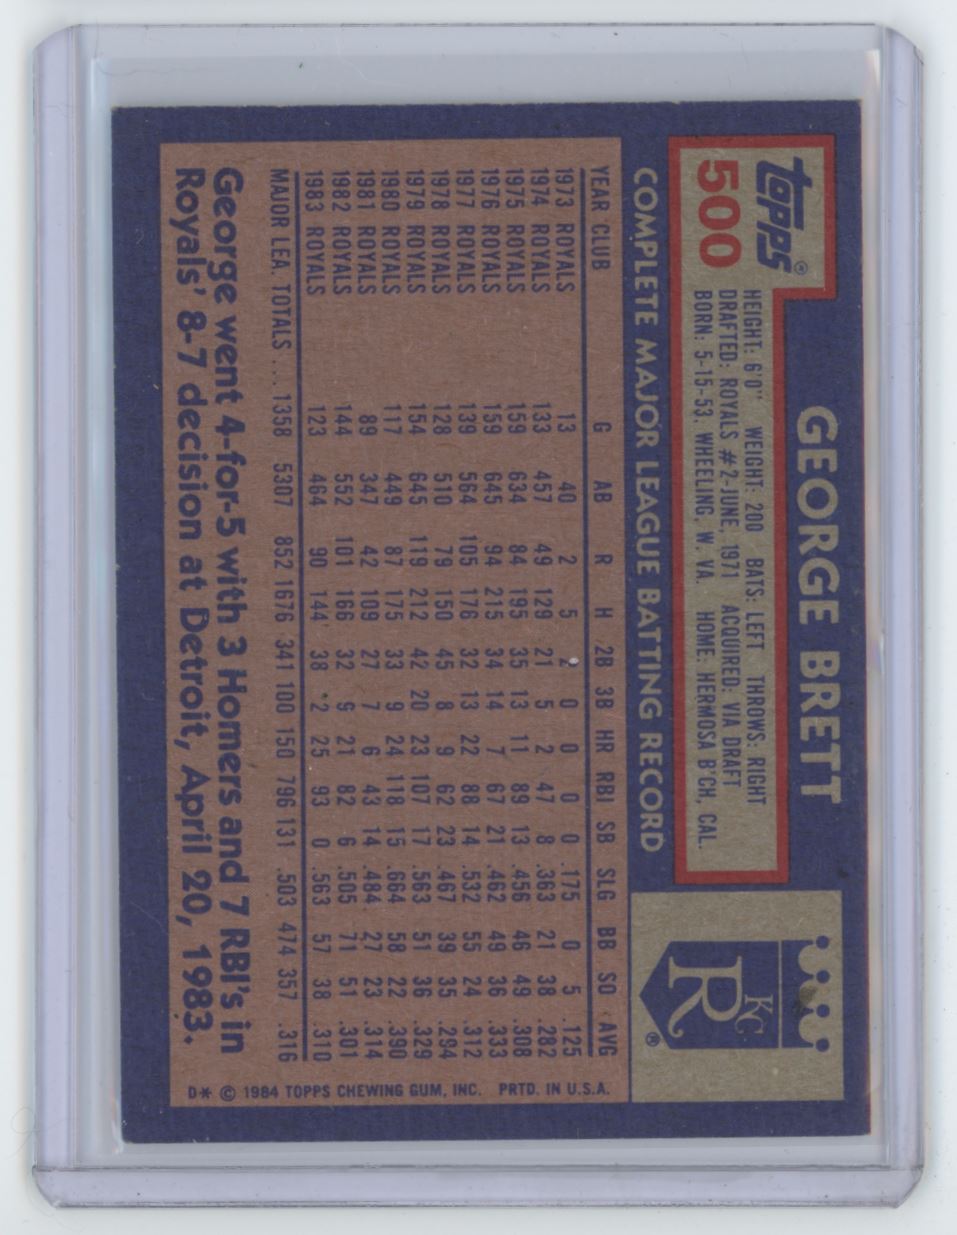 topps®
500
GEORGE BRETT
HEIGHT: 6'0" WEIGHT: 200 BATS: LEFT THROWS: RIGHT
DRAFTED: ROYALS #2-JUNE, 1971 ACQUIRED: VIA DRAFT
BORN: 5-15-53, WHEELING, W. VA. HOME: HERMOSA B'CH, CAL.
KC R®
COMPLETE MAJOR LEAGUE BATTING RECORD
YEAR CLUB G AB R H 2B 3B HR RBI SB SLG BB SO AVG
1973 ROYALS 13 40 2 5 2 0 0 0 0 .175 0 5 .125
1974 ROYALS 133 457 49 129 21 5 2 47 8 .363 21 38 .282
1975 ROYALS 159 634 84 195 35 13 11 89 13 .456 46 49 .308
1976 ROYALS 159 645 94 215 34 14 7 67 21 .462 49 36 .333
1977 ROYALS 139 564 105 176 32 13 22 88 14 .532 55 24 .312
1978 ROYALS 128 510 79 150 45 8 9 62 23 .467 39 35 .294
1979 ROYALS 154 645 119 212 42 20 23 107 17 .563 51 36 .329
1980 ROYALS 117 449 87 175 33 9 24 118 15 .664 58 22 .390
1981 ROYALS 89 347 42 109 27 7 6 43 14 .484 27 23 .314
1982 ROYALS 144 552 101 166 32 9 21 82 6 .505 71 51 .301
1983 ROYALS 123 464 90 144 38 2 25 93 0 .563 57 38 .310
MAJOR LEA. TOTALS .... 1358 5307 852 1676 341 100 150 796 131 .503 474 357 .316
George went 4-for-5 with 3 Homers and 7 RBI's in
Royals' 8-7 decision at Detroit, April 20, 1983.
D* © 1984 TOPPS CHEWING GUM, INC. PRTD. IN U.S.A.